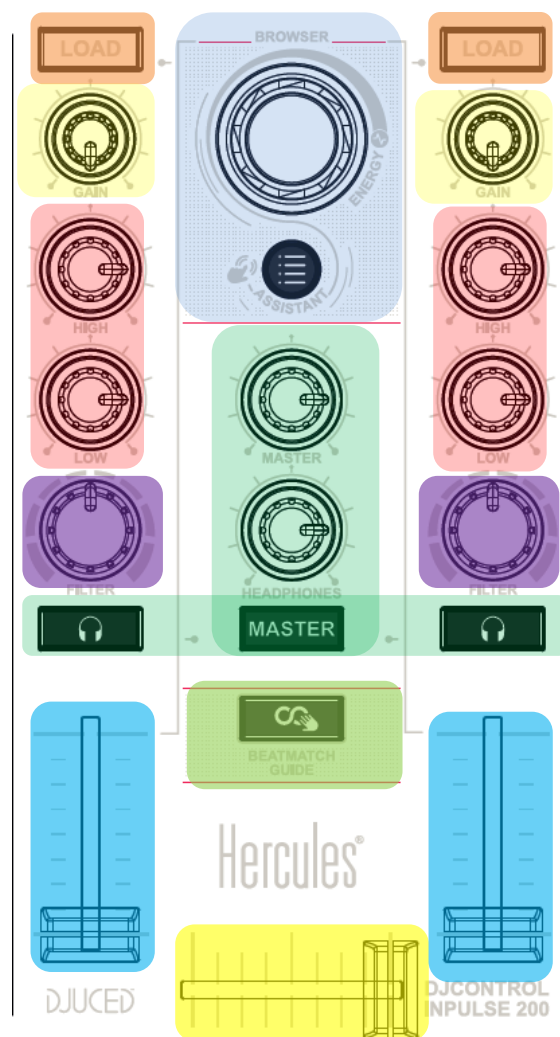 BROWSER
LOAD
LOAD
ENERGY
GAIN
GAIN
ASSISTANT
HIGH
HIGH
LOW
MASTER
LOW
FILTER
HEADPHONES
FILTER
MASTER
BEATMATCH
GUIDE
Hercules®
DJUCED
DJCONTROL
INPULSE 200